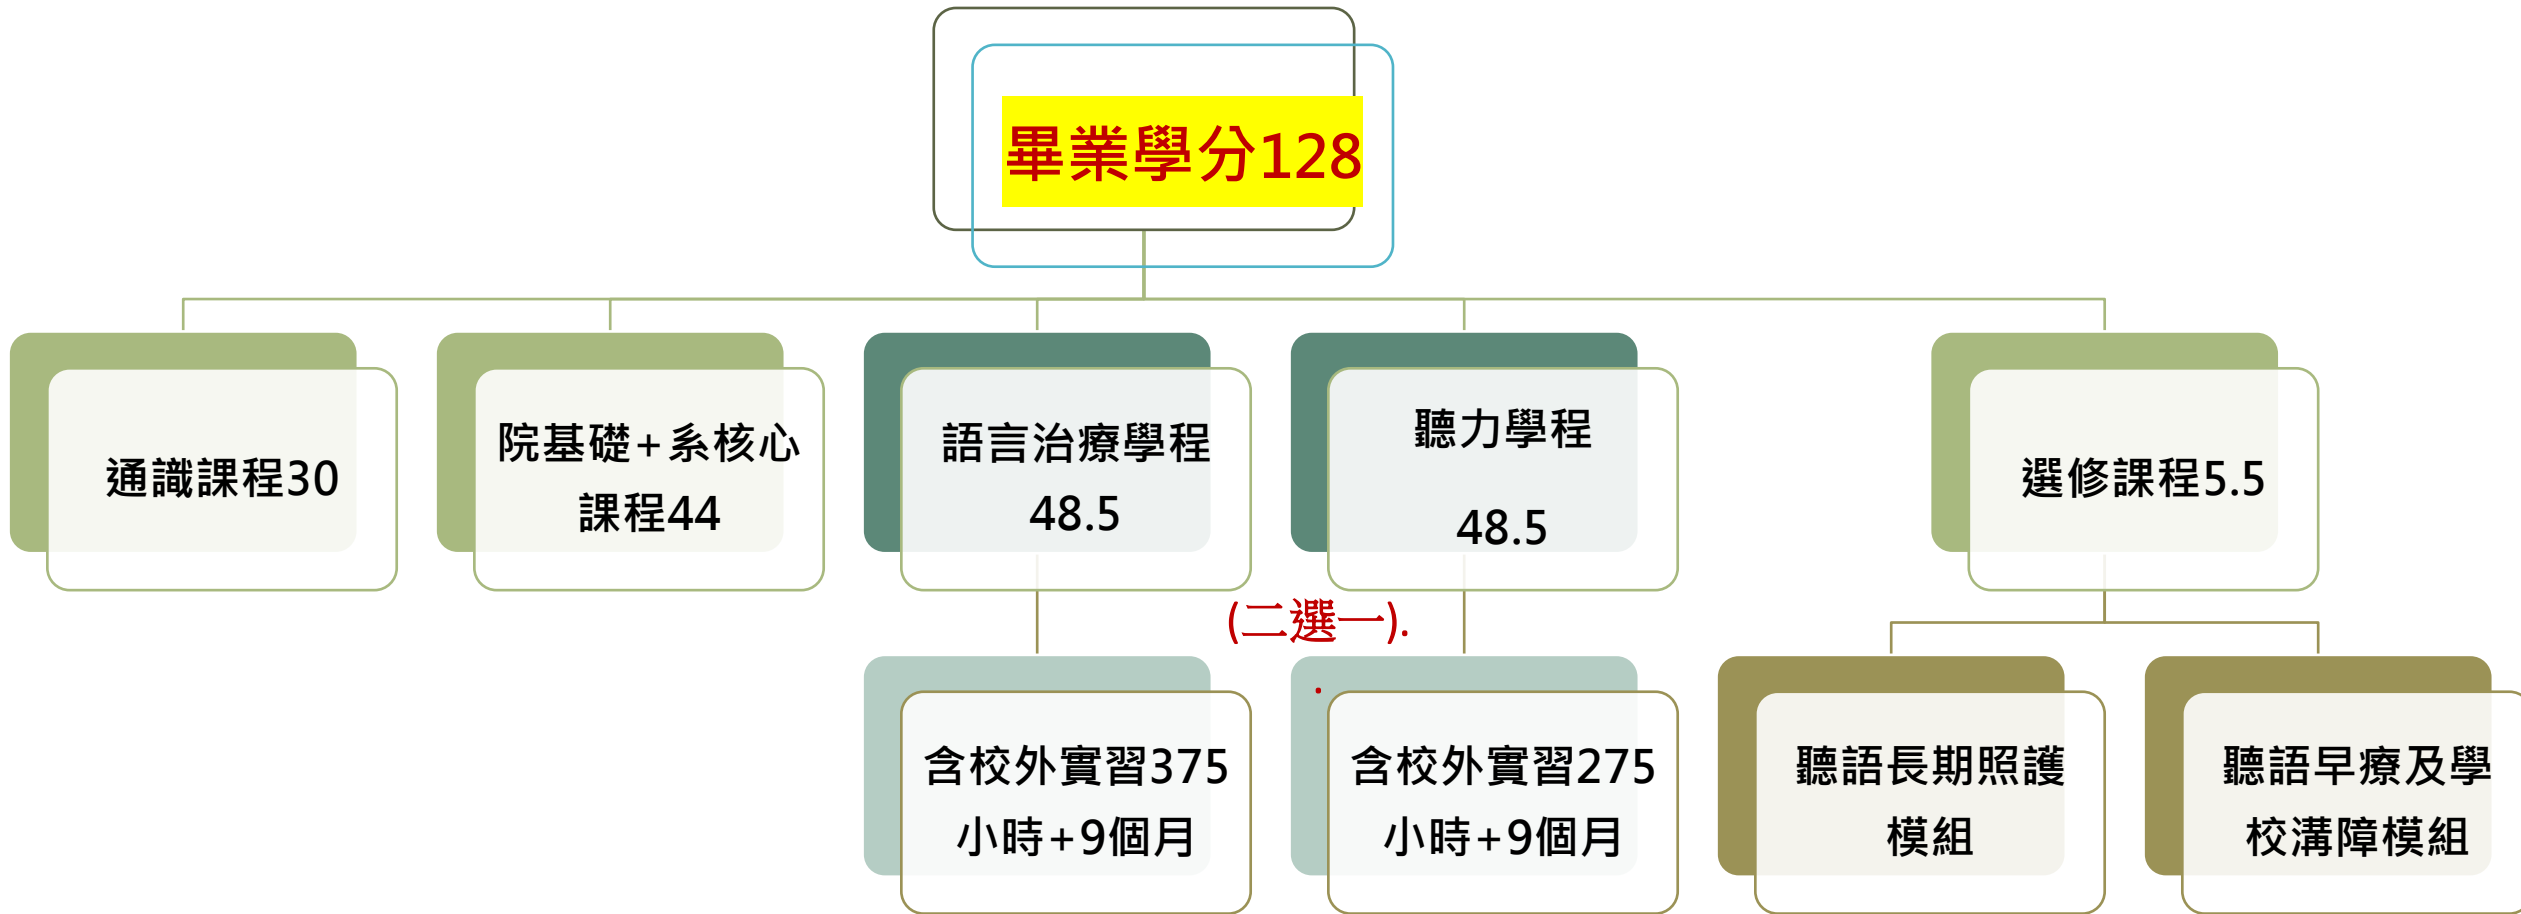 畢業學分128
通識課程30
院基礎+系核心
課程44
語言治療學程
48.5
聽力學程
48.5
選修課程5.5
(二選一).
.
含校外實習375
小時+9個月
含校外實習275
小時+9個月
聽語長期照護
模組
聽語早療及學
校溝障模組